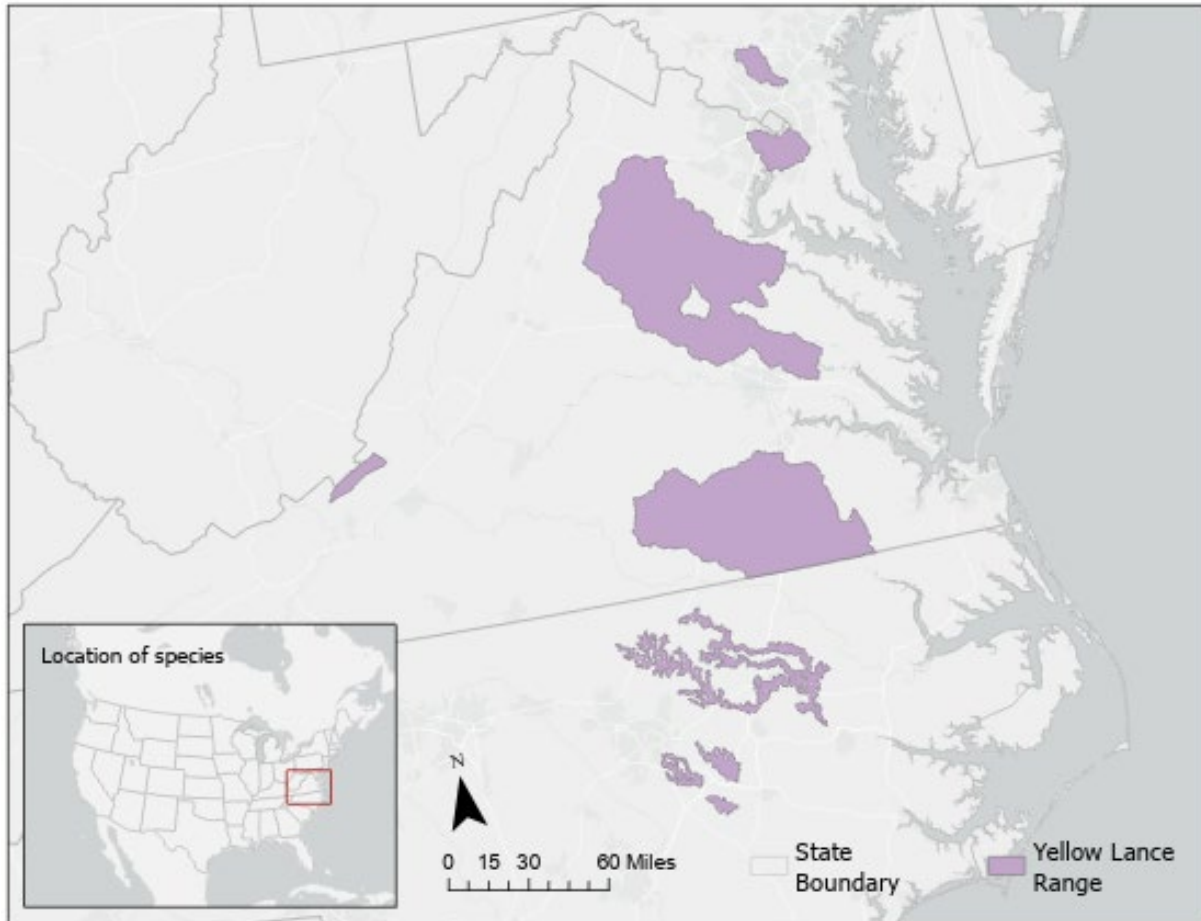 Location of species
N
0 15 30 60 Miles
State
Boundary
Yellow Lance
Range